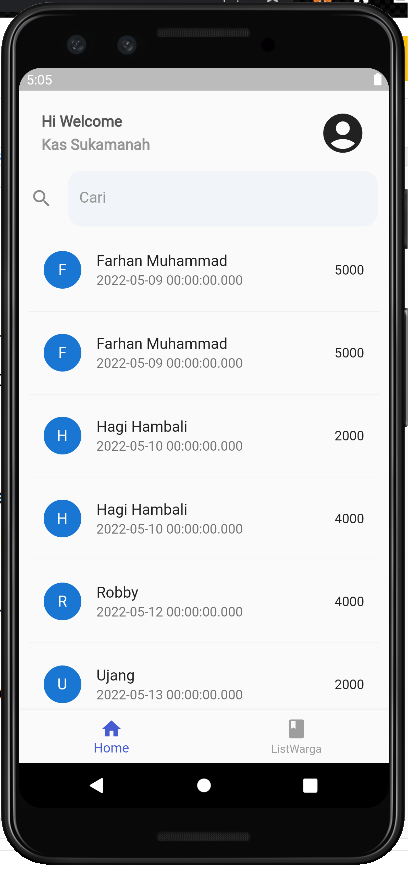 5:05
Hi Welcome
Kas Sukamanah
Cari
F
Farhan Muhammad
2022-05-09 00:00:00.000
5000
F
Farhan Muhammad
2022-05-09 00:00:00.000
5000
H
Hagi Hambali
2022-05-10 00:00:00.000
2000
H
Hagi Hambali
2022-05-10 00:00:00.000
4000
R
Robby
2022-05-12 00:00:00.000
4000
U
Ujang
2022-05-13 00:00:00.000
2000
Home
ListWarga